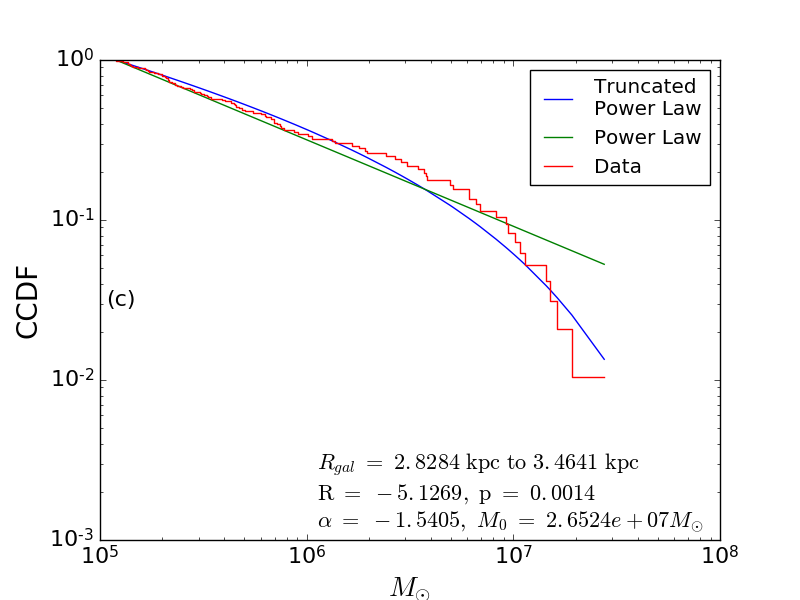 10⁰
10⁻¹
10⁻²
10⁻³
CCDF
(c)
Truncated
Power Law
Power Law
Data
R_gal = 2.8284 kpc to 3.4641 kpc
R = −5.1269, p = 0.0014
α = −1.5405, M₀ = 2.6524e+07M_⊙
10⁵ 10⁶ 10⁷ 10⁸
M_⊙